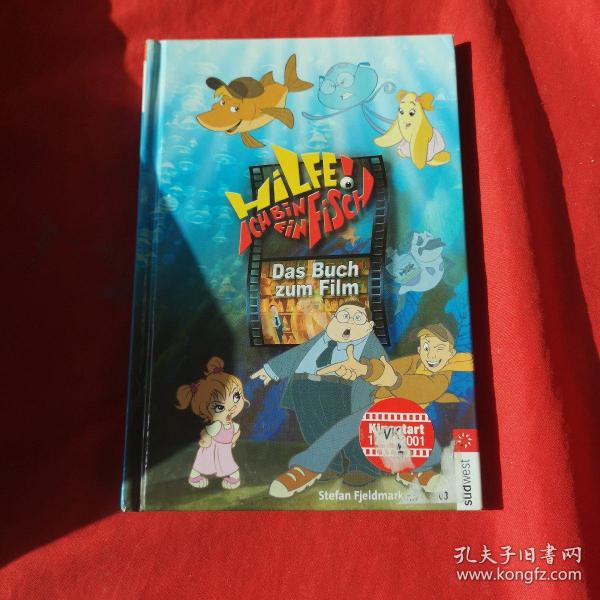 HILFE!
ICH BIN
EIN FISCH
Das Buch
zum Film
Kinostart
2001
Stefan Fjeldmark
südwest
孔夫子旧书网
www.kongfz.com